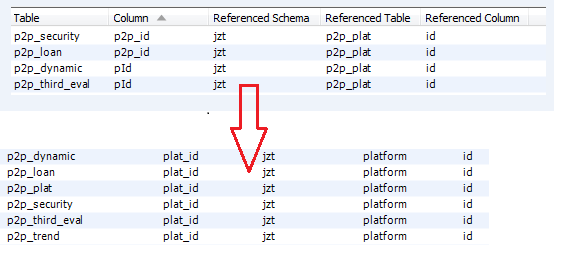 Table Column Referenced Schema Referenced Table Referenced Column
p2p_security p2p_id jzt p2p_plat id
p2p_loan p2p_id jzt p2p_plat id
p2p_dynamic pId jzt p2p_plat id
p2p_third_eval pId jzt p2p_plat id
p2p_dynamic plat_id jzt platform id
p2p_loan plat_id jzt platform id
p2p_plat plat_id jzt platform id
p2p_security plat_id jzt platform id
p2p_third_eval plat_id jzt platform id
p2p_trend plat_id jzt platform id